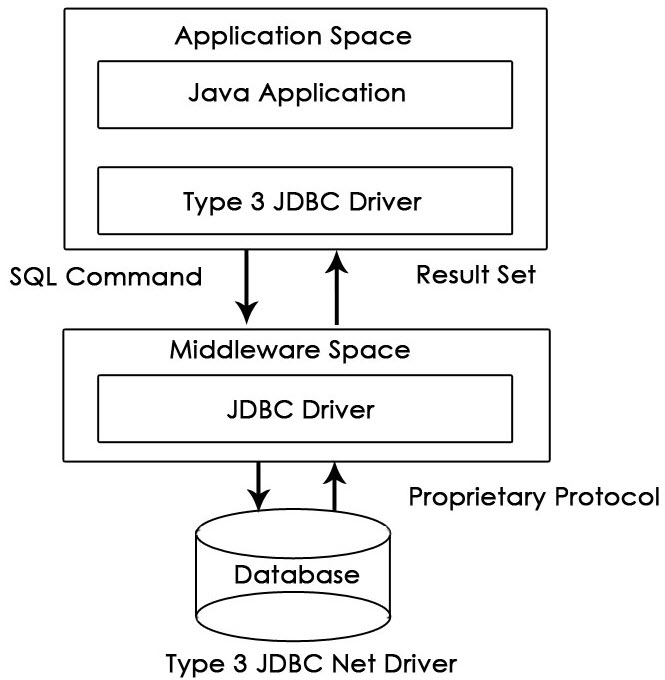 Application Space
Java Application
Type 3 JDBC Driver
SQL Command
Result Set
Middleware Space
JDBC Driver
Proprietary Protocol
Database
Type 3 JDBC Net Driver